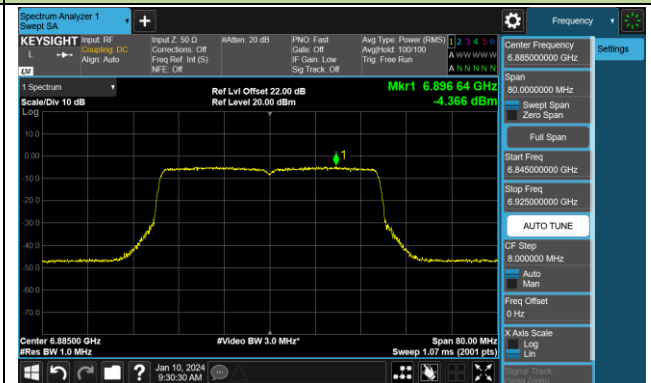 Spectrum Analyzer 1
Swept SA
Frequency
KEYSIGHT
L
LXI
Input: RF
Coupling: DC
Align: Auto
Input Z: 50 Ω
Corrections: Off
Freq Ref: Int (S)
NFE: Off
#Atten: 20 dB
PNO: Fast
Gate: Off
IF Gain: Low
Sig Track: Off
Avg Type: Power (RMS)
Avg|Hold: 100/100
Trig: Free Run
1 2 3 4 5 6
A W W W W W
A N N N N N
1 Spectrum
Scale/Div 10 dB
Log
Ref Lvl Offset 22.00 dB
Ref Level 20.00 dBm
Mkr1 6.896 64 GHz
-4.366 dBm
10.0
0.00
-10.0
-20.0
-30.0
-40.0
-50.0
-60.0
-70.0
1
Center 6.88500 GHz
#Res BW 1.0 MHz
#Video BW 3.0 MHz*
Span 80.00 MHz
Sweep 1.07 ms (2001 pts)
Jan 10, 2024
9:30:30 AM
Center Frequency
6.885000000 GHz
Settings
Span
80.0000000 MHz
Swept Span
Zero Span
Full Span
Start Freq
6.845000000 GHz
Stop Freq
6.925000000 GHz
AUTO TUNE
CF Step
8.000000 MHz
Auto
Man
Freq Offset
0 Hz
X Axis Scale
Log
Lin
Signal Track
(Span Zoom)